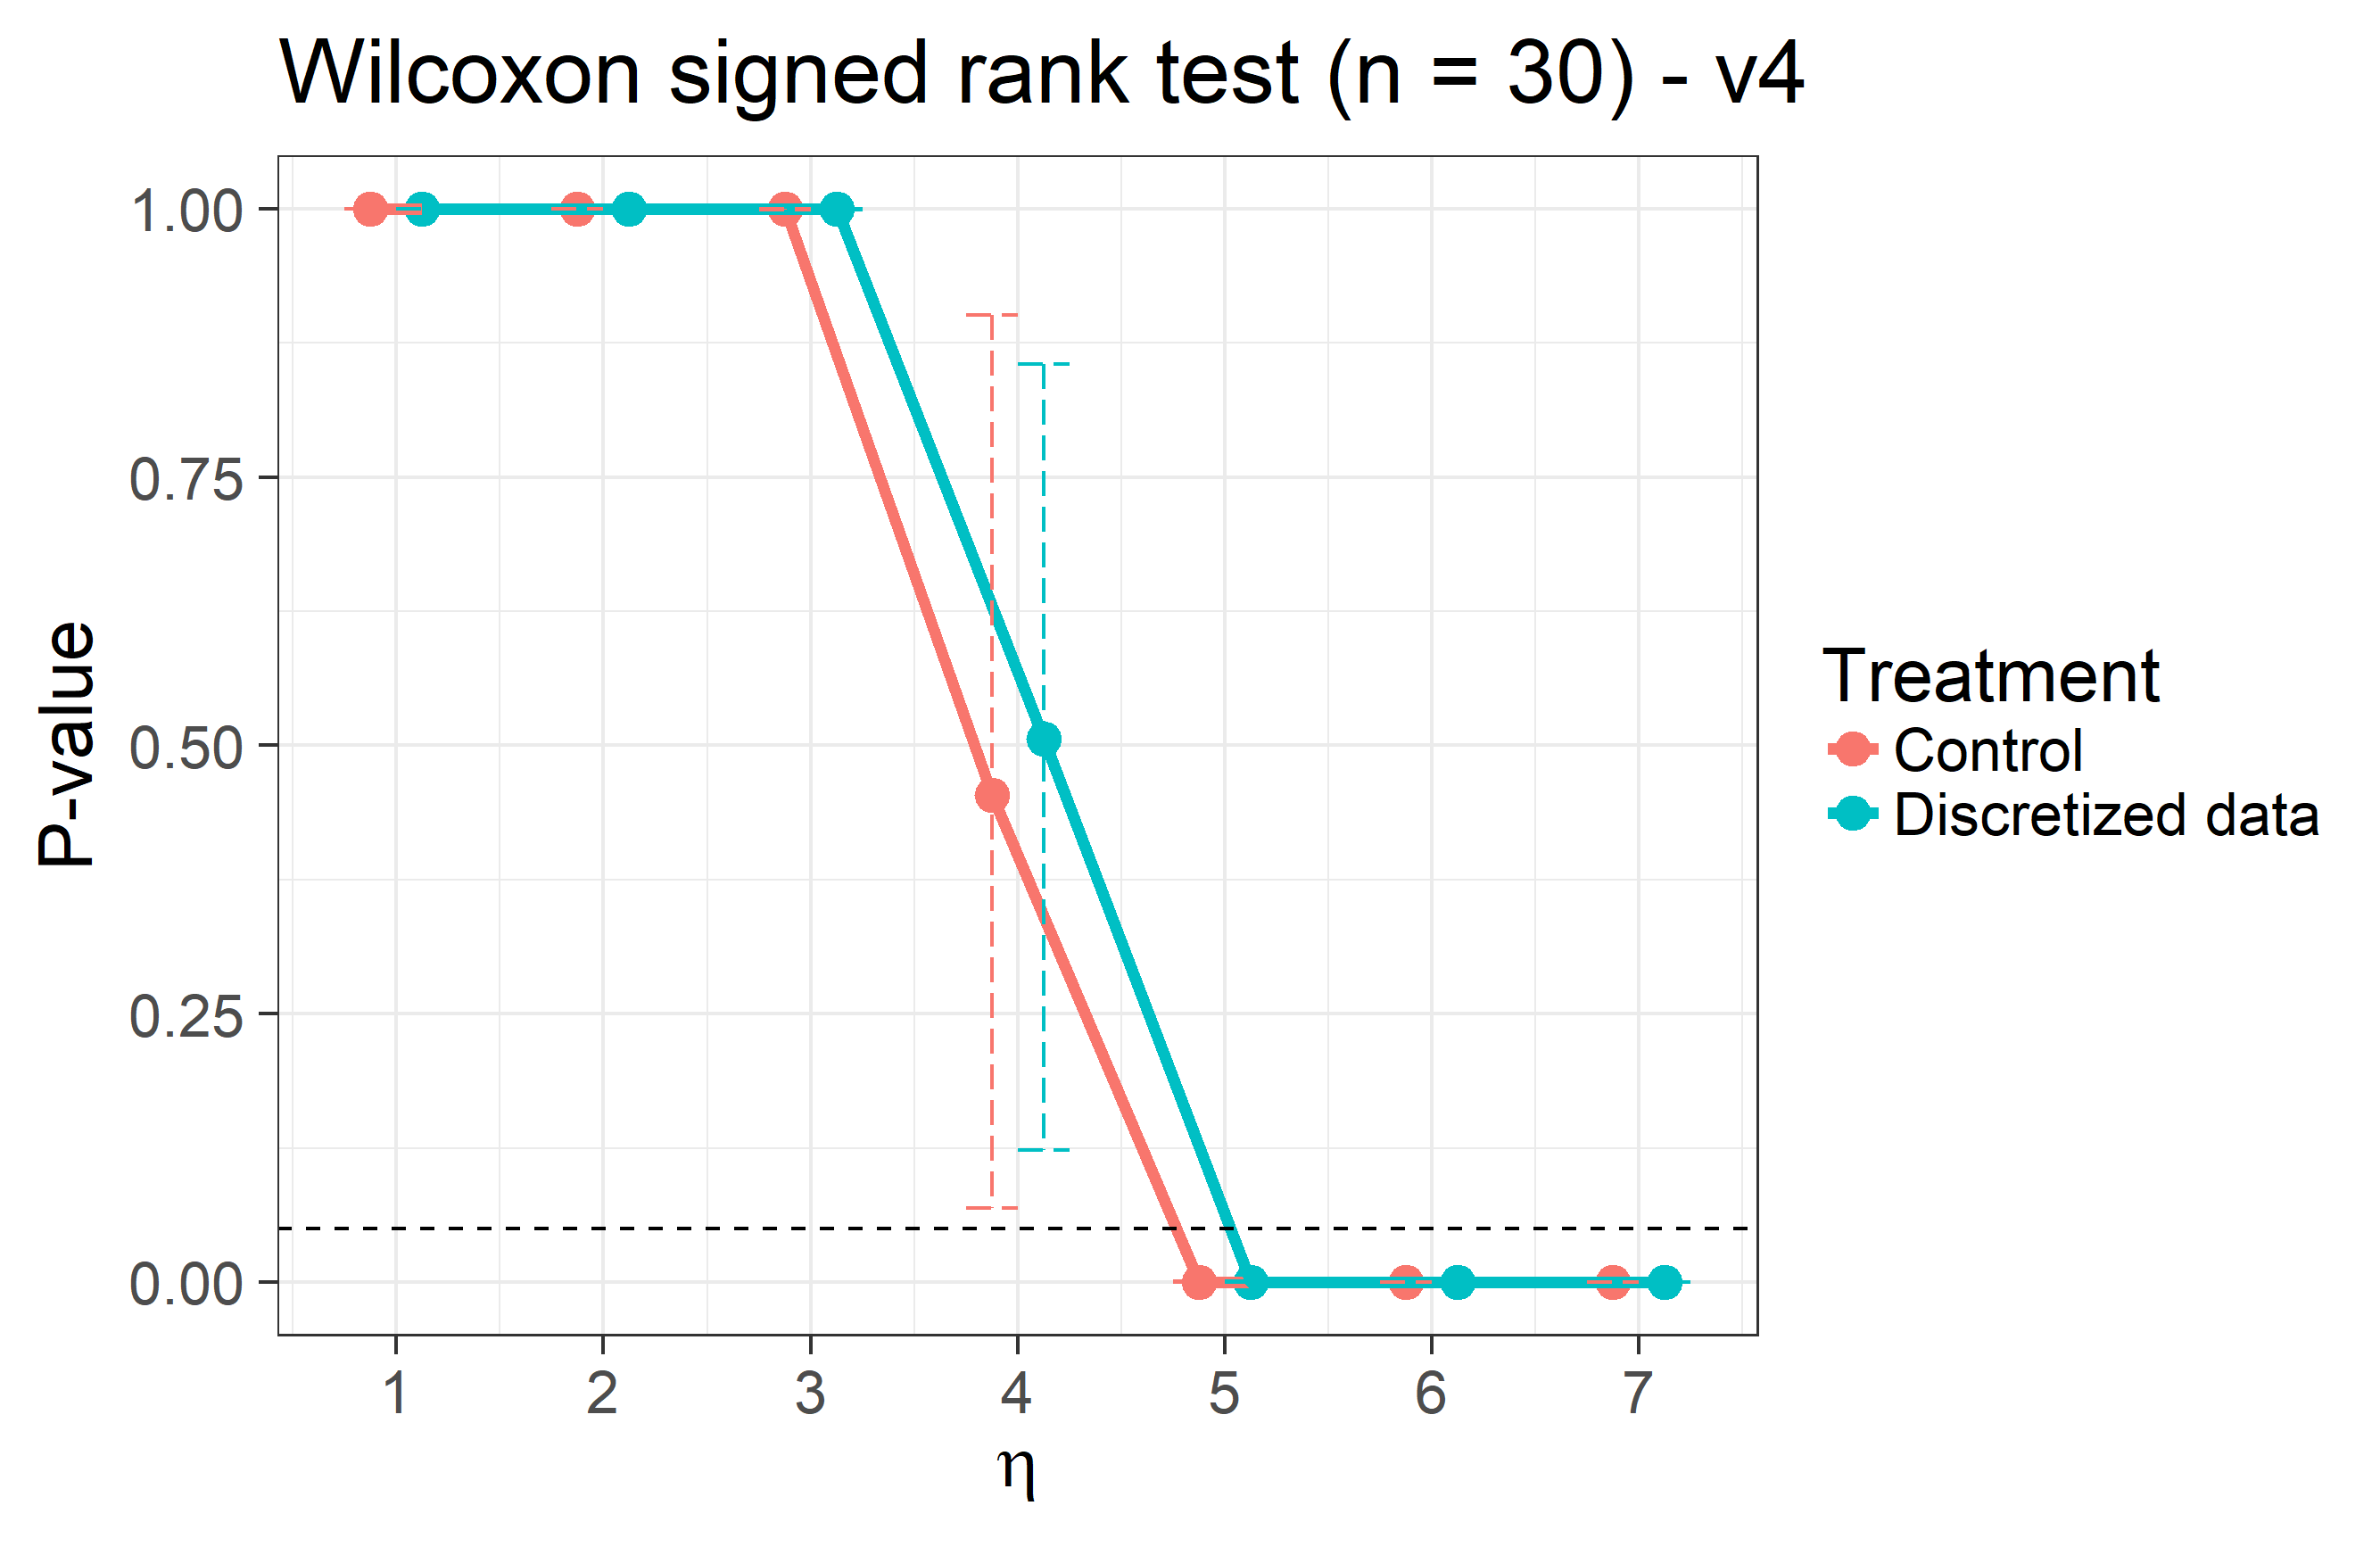 Wilcoxon signed rank test (n = 30) - v4
1.00
0.75
0.50
0.25
0.00
P-value
1 2 3 4 5 6 7
η
Treatment
Control
Discretized data